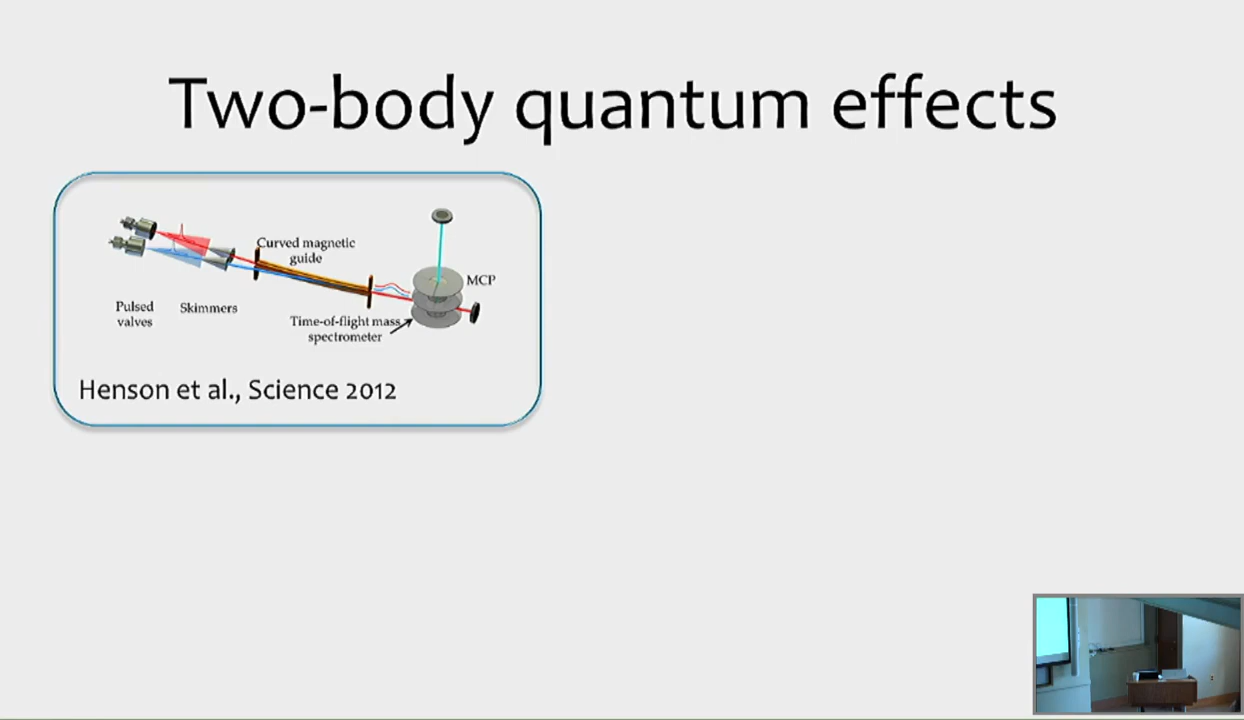 Two-body quantum effects
Curved magnetic
guide
MCP
Pulsed
valves
Skimmers
Time-of-flight mass
spectrometer
Henson et al., Science 2012